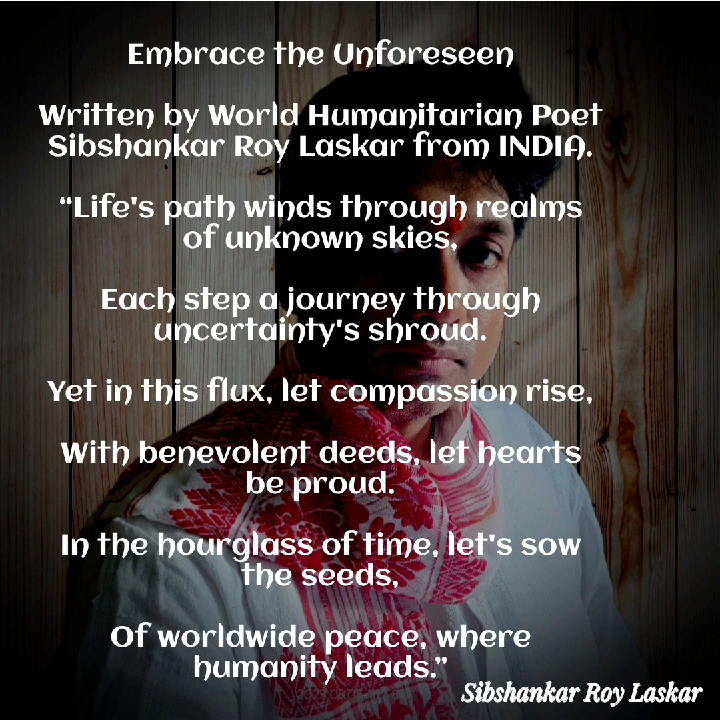 Embrace the Unforeseen
Written by World Humanitarian Poet
Sibshankar Roy Laskar from INDIA.
“Life's path winds through realms
of unknown skies,
Each step a journey through
uncertainty's shroud.
Yet in this flux, let compassion rise,
With benevolent deeds, let hearts
be proud.
In the hourglass of time, let's sow
the seeds,
Of worldwide peace, where
humanity leads.”
Sibshankar Roy Laskar